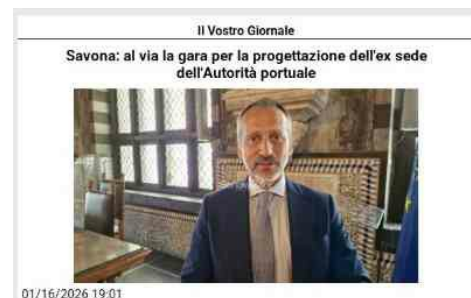 Il Vostro Giornale
Savona: al via la gara per la progettazione dell'ex sede
dell'Autorità portuale
01/16/2026 19:01